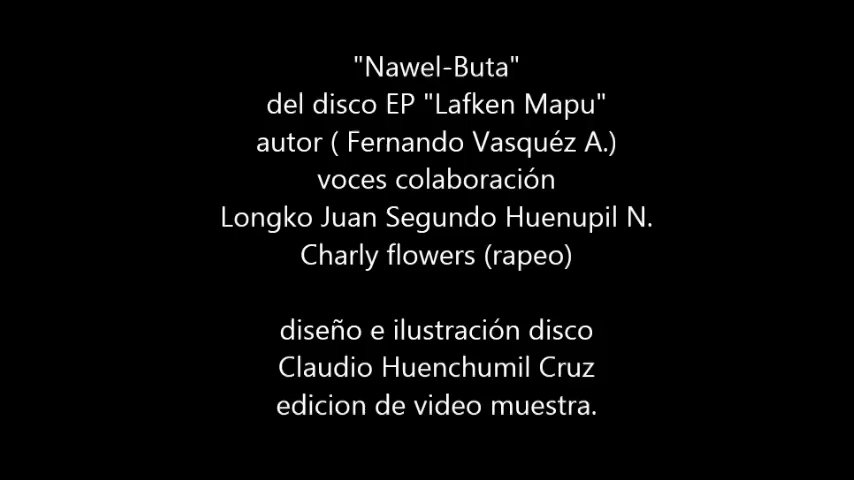 "Nawel-Buta"
del disco EP "Lafken Mapu"
autor ( Fernando Vasquéz A.)
voces colaboración
Longko Juan Segundo Huenupil N.
Charly flowers (rapeo)
diseño e ilustración disco
Claudio Huenchumil Cruz
edicion de video muestra.